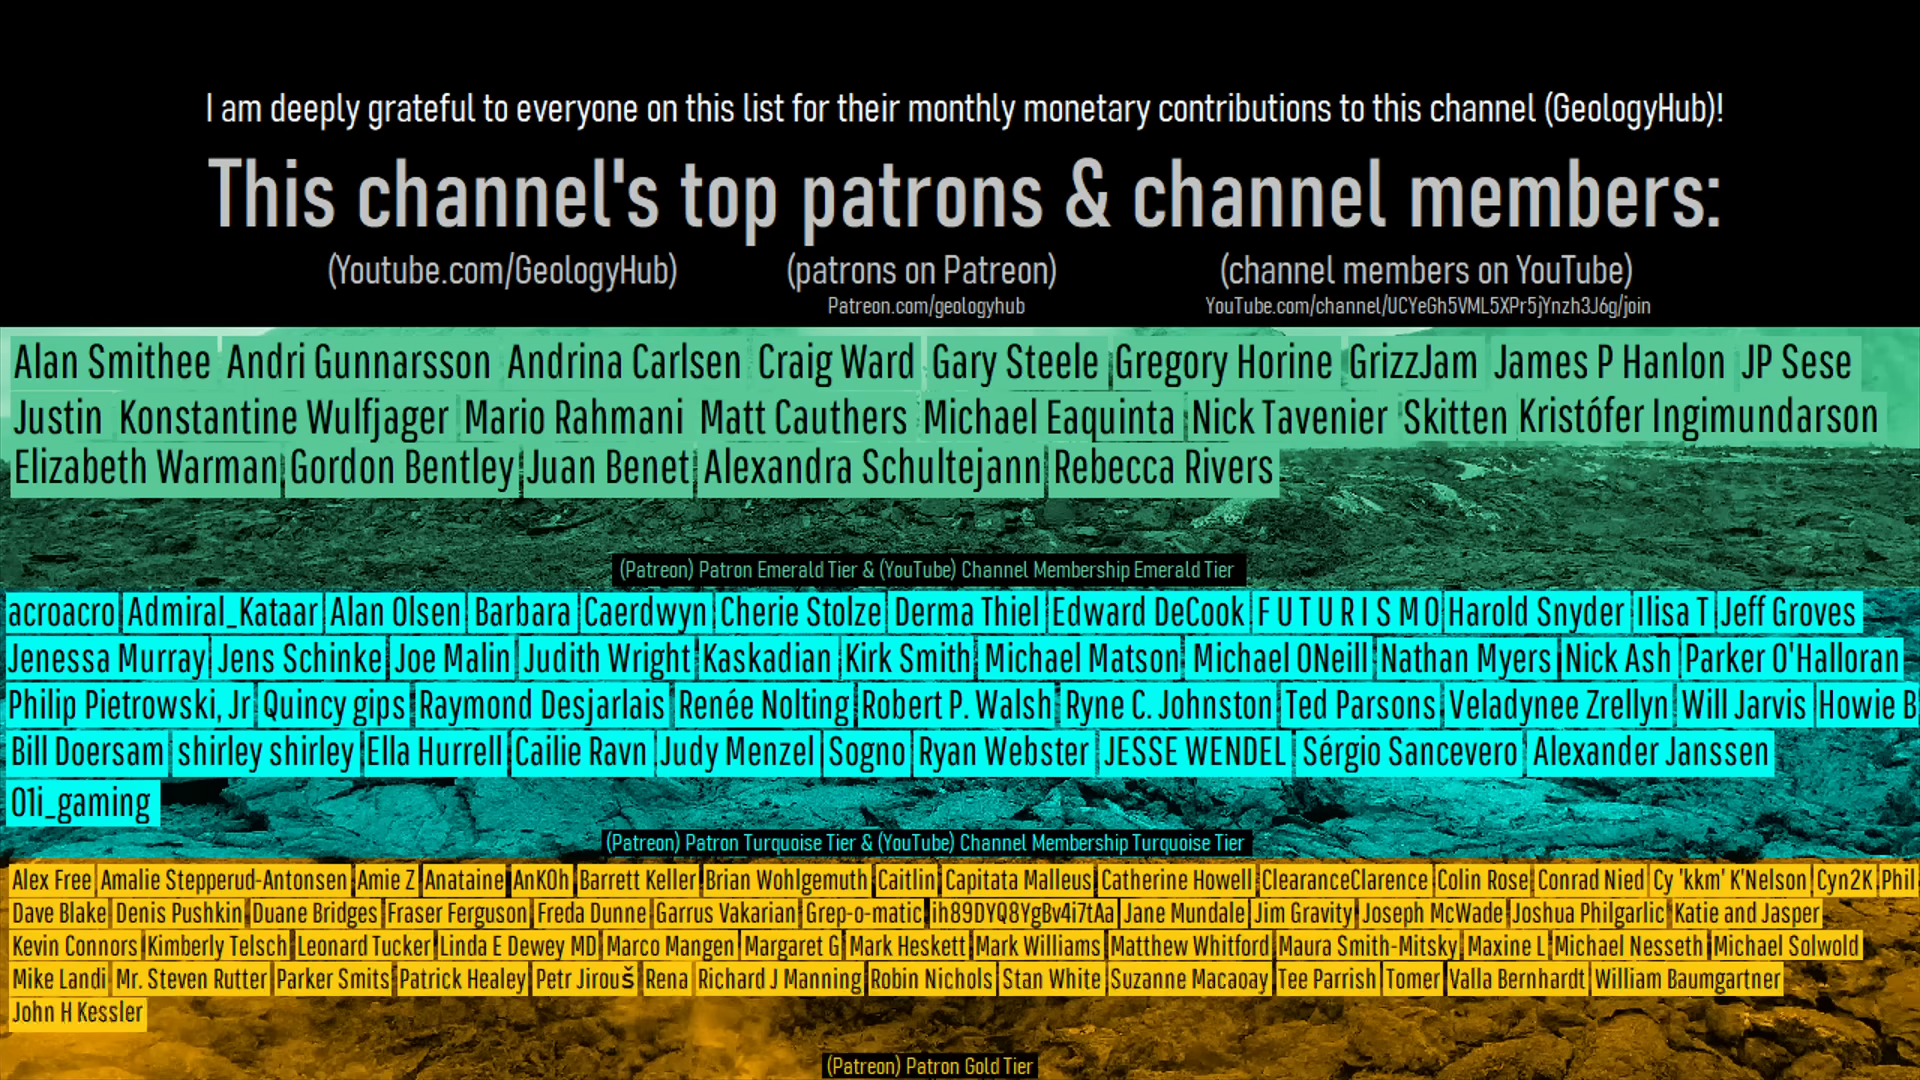 I am deeply grateful to everyone on this list for their monthly monetary contributions to this channel (GeologyHub)!
This channel's top patrons & channel members:
(Youtube.com/GeologyHub) (patrons on Patreon) (channel members on YouTube)
Patreon.com/geologyhub YouTube.com/channel/UCYeGh5VML5XPr5jYnzh3J6g/join
Alan Smithee Andri Gunnarsson Andrina Carlsen Craig Ward Gary Steele Gregory Horine GrizzJam James P Hanlon JP Sese
Justin Konstantine Wulfjager Mario Rahmani Matt Cauthers Michael Eaquinta Nick Tavenier Skitten Kristófer Ingimundarson
Elizabeth Warman Gordon Bentley Juan Benet Alexandra Schultejann Rebecca Rivers
(Patreon) Patron Emerald Tier & (YouTube) Channel Membership Emerald Tier
acroacro Admiral_Kataar Alan Olsen Barbara Caerdwyn Cherie Stolze Derma Thiel Edward DeCook F U T U R I S M O Harold Snyder Ilisa T Jeff Groves
Jenessa Murray Jens Schinke Joe Malin Judith Wright Kaskadian Kirk Smith Michael Matson Michael ONeill Nathan Myers Nick Ash Parker O'Halloran
Philip Pietrowski, Jr Quincy gips Raymond Desjarlais Renée Nolting Robert P. Walsh Ryne C. Johnston Ted Parsons Veladynee Zrellyn Will Jarvis Howie B
Bill Doersam shirley shirley Ella Hurrell Cailie Ravn Judy Menzel Sogno Ryan Webster JESSE WENDEL Sérgio Sancevero Alexander Janssen
O1i_gaming
(Patreon) Patron Turquoise Tier & (YouTube) Channel Membership Turquoise Tier
Alex Free Amalie Stepperud-Antonsen Amie Z Anataine AnKOh Barrett Keller Brian Wohlgemuth Caitlin Capitata Malleus Catherine Howell ClearanceClarence Colin Rose Conrad Nied Cy 'kkm' K'Nelson Cyn2K Phil
Dave Blake Denis Pushkin Duane Bridges Fraser Ferguson Freda Dunne Garrus Vakarian Grep-o-matic ih89DYQ8YgBv4i7tAa Jane Mundale Jim Gravity Joseph McWade Joshua Philgarlic Katie and Jasper
Kevin Connors Kimberly Telsch Leonard Tucker Linda E Dewey MD Marco Mangen Margaret G Mark Heskett Mark Williams Matthew Whitford Maura Smith-Mitsky Maxine L Michael Nesseth Michael Solwold
Mike Landi Mr. Steven Rutter Parker Smits Patrick Healey Petr Jirouš Rena Richard J Manning Robin Nichols Stan White Suzanne Macaoay Tee Parrish Tomer Valla Bernhardt William Baumgartner
John H Kessler
(Patreon) Patron Gold Tier